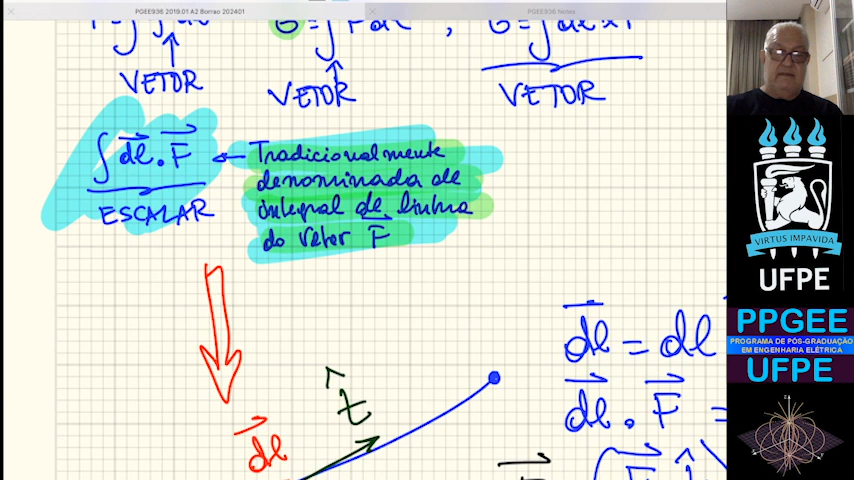 PGEE936 2019.01 A2 Borrao 202401
PGEE936 Notes
VETOR
VETOR
VETOR
∫ dl . F ← Tradicionalmente
denominada de
integral de linha
do vetor F
ESCALAR
t̂
dl
dl = dl
dl . F =
VIRTUS IMPAVIDA
UFPE
PPGEE
PROGRAMA DE PÓS-GRADUAÇÃO
EM ENGENHARIA ELÉTRICA
UFPE